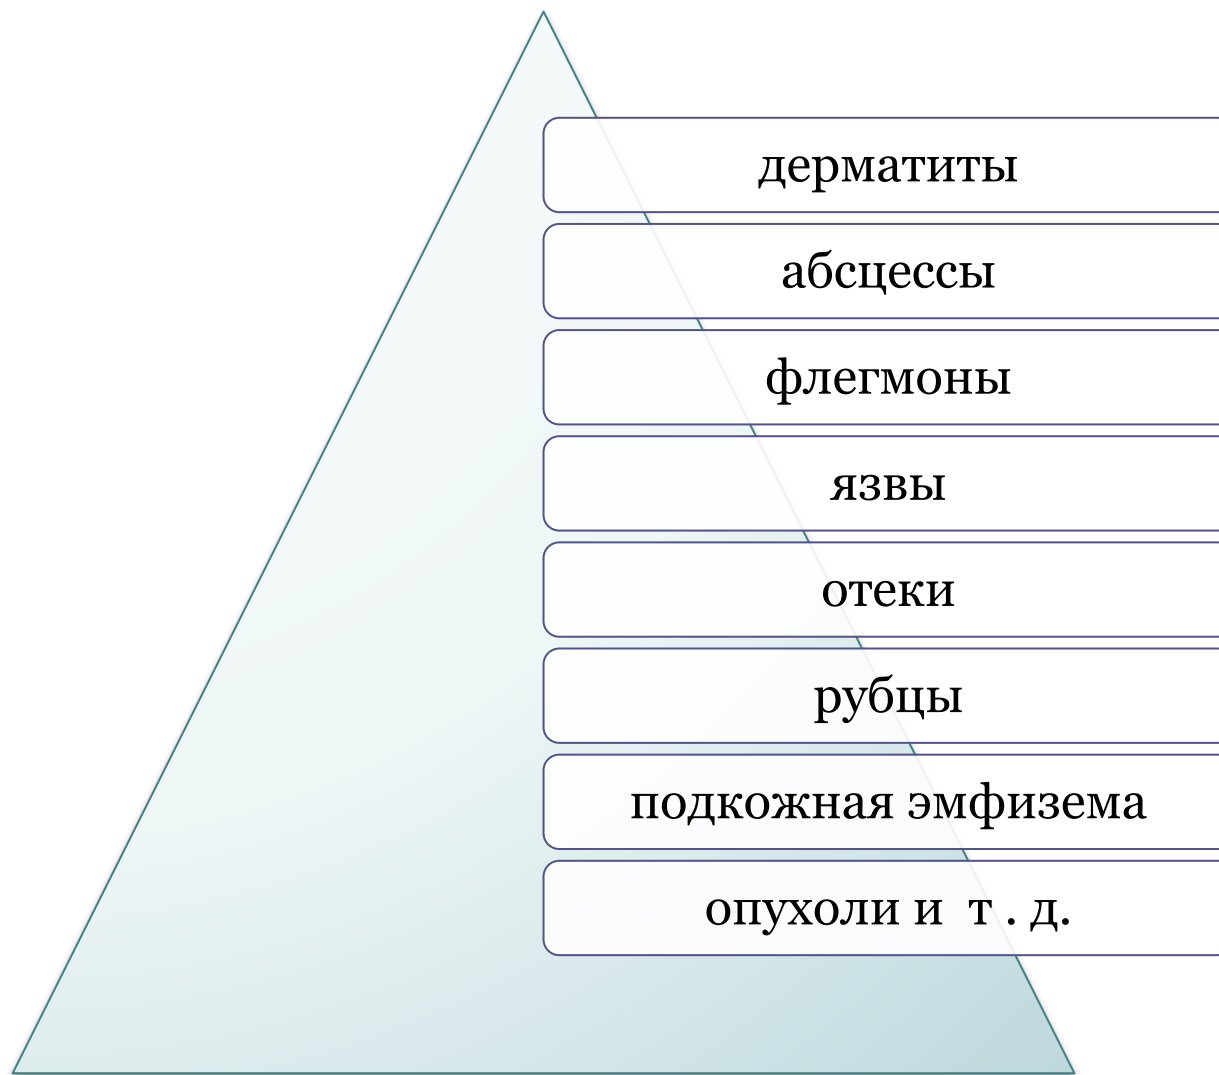 дерматиты
абсцессы
флегмоны
язвы
отеки
рубцы
подкожная эмфизема
опухоли и т . д.